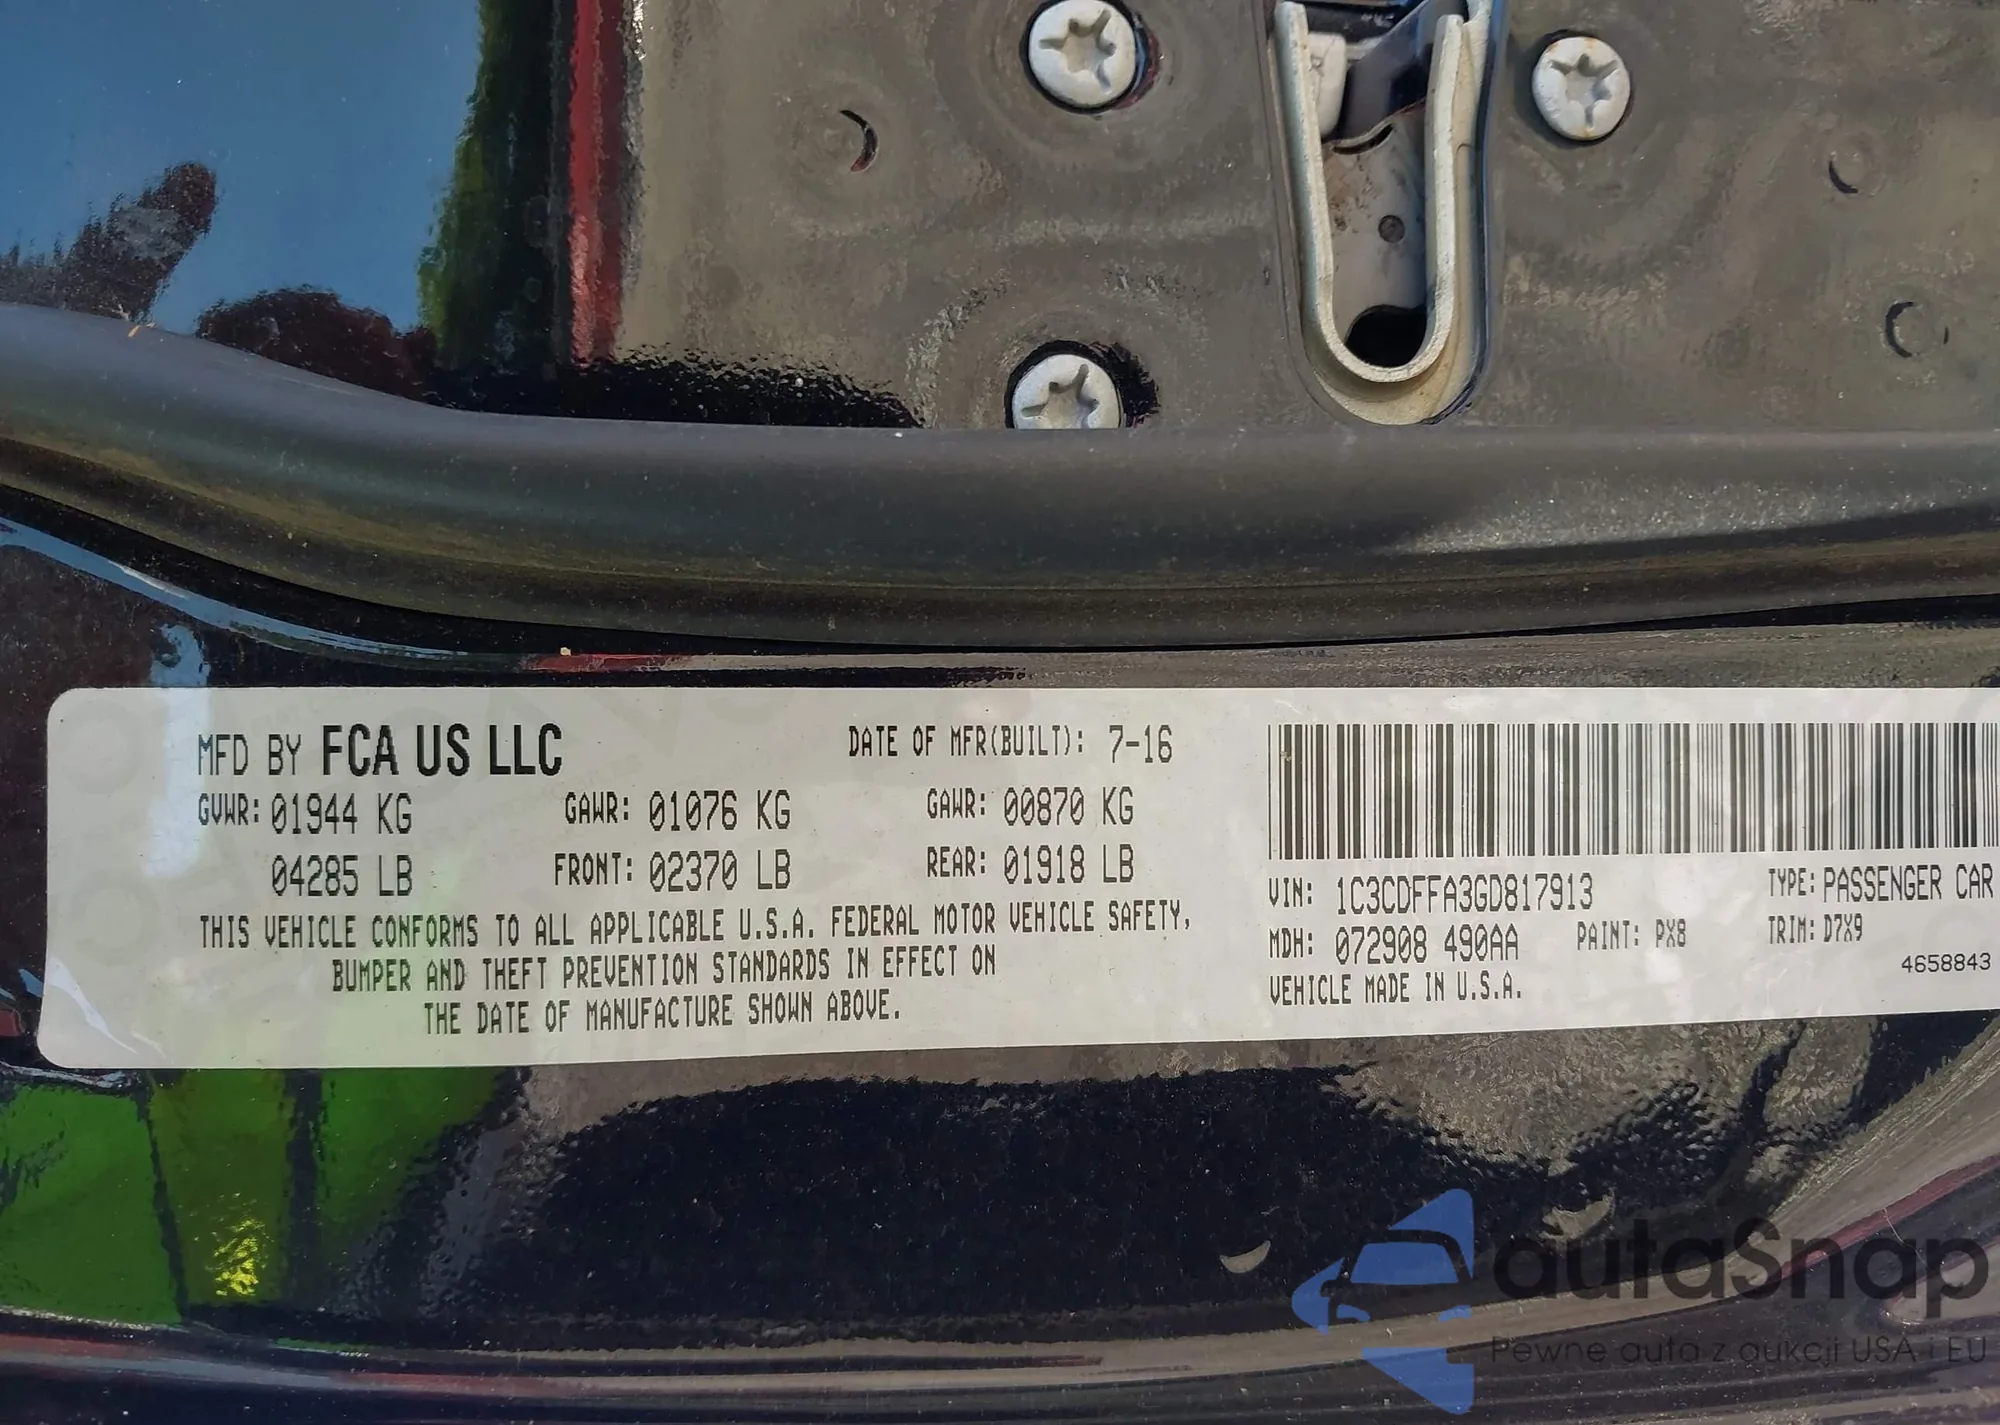 MFD BY FCA US LLC
DATE OF MFR(BUILT): 7-16
GVWR: 01944 KG
GAWR: 01076 KG
GAWR: 00870 KG
04285 LB
FRONT: 02370 LB
REAR: 01918 LB
THIS VEHICLE CONFORMS TO ALL APPLICABLE U.S.A. FEDERAL MOTOR VEHICLE SAFETY,
BUMPER AND THEFT PREVENTION STANDARDS IN EFFECT ON
THE DATE OF MANUFACTURE SHOWN ABOVE.
VIN: 1C3CDFFA3GD817913
TYPE: PASSENGER CAR
MDH: 072908 490AA
PAINT: PX8
TRIM: D7X9
VEHICLE MADE IN U.S.A.
4658843
autaSnap
Pewne auta z aukcji USA i EU